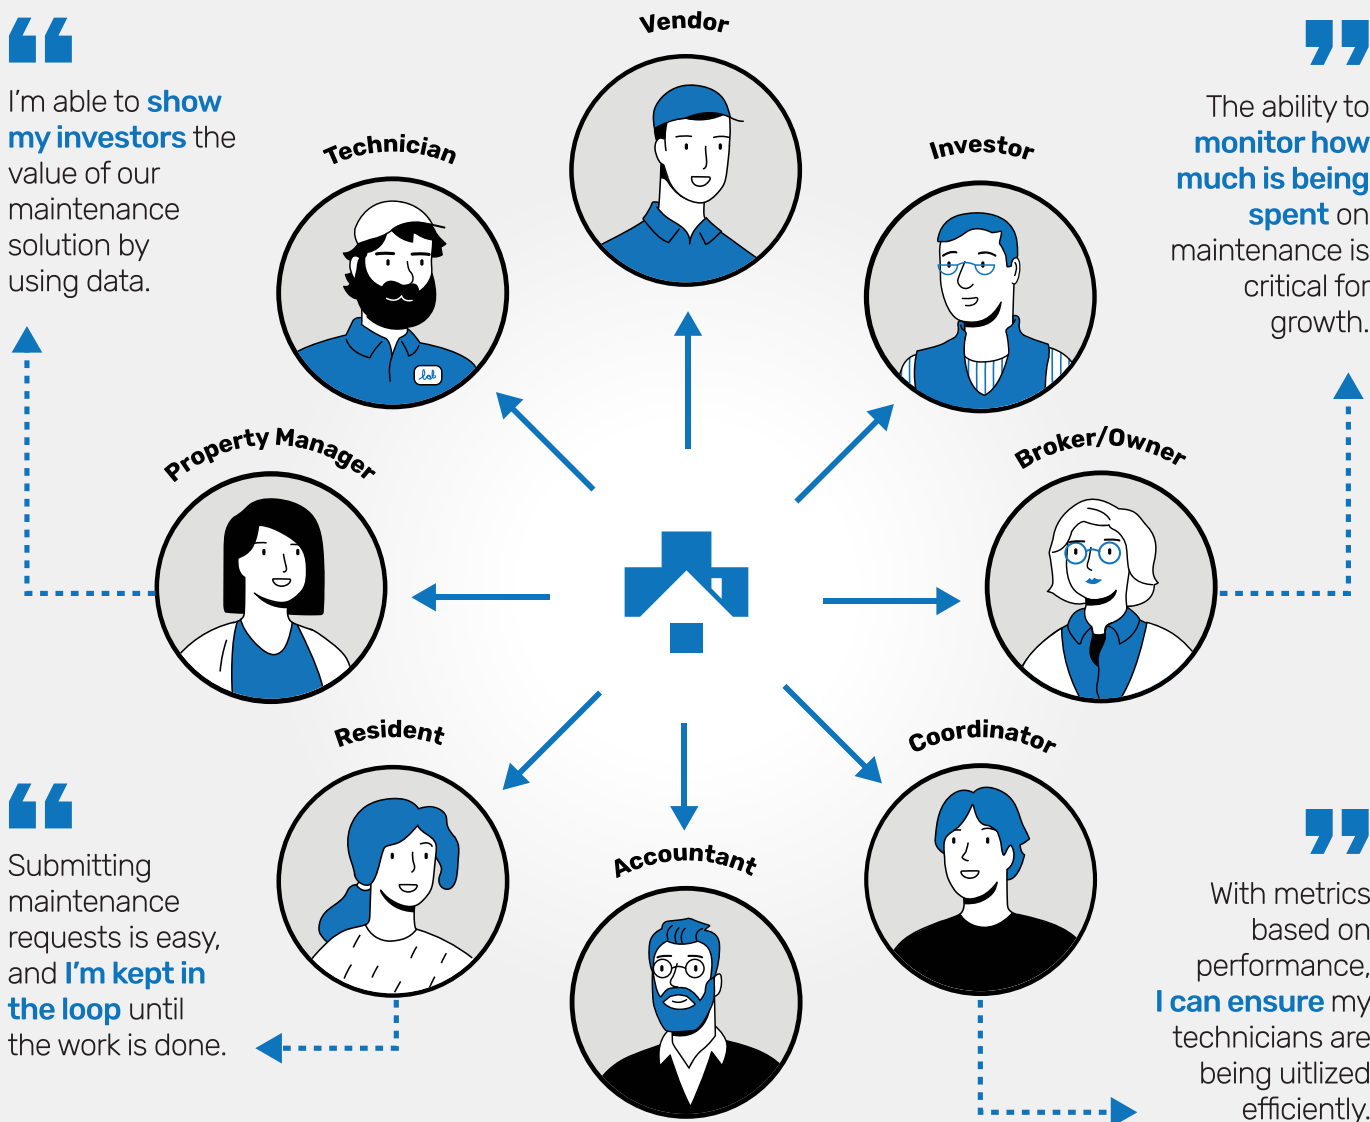 Vendor
I'm able to show
my investors the
value of our
maintenance
solution by
using data.
The ability to
monitor how
much is being
spent on
maintenance is
critical for
growth.
Technician
Investor
lob
Property Manager
Broker/Owner
Resident
Coordinator
Submitting
maintenance
requests is easy,
and I'm kept in
the loop until
the work is done.
Accountant
With metrics
based on
performance,
I can ensure my
technicians are
being uitlized
efficiently.